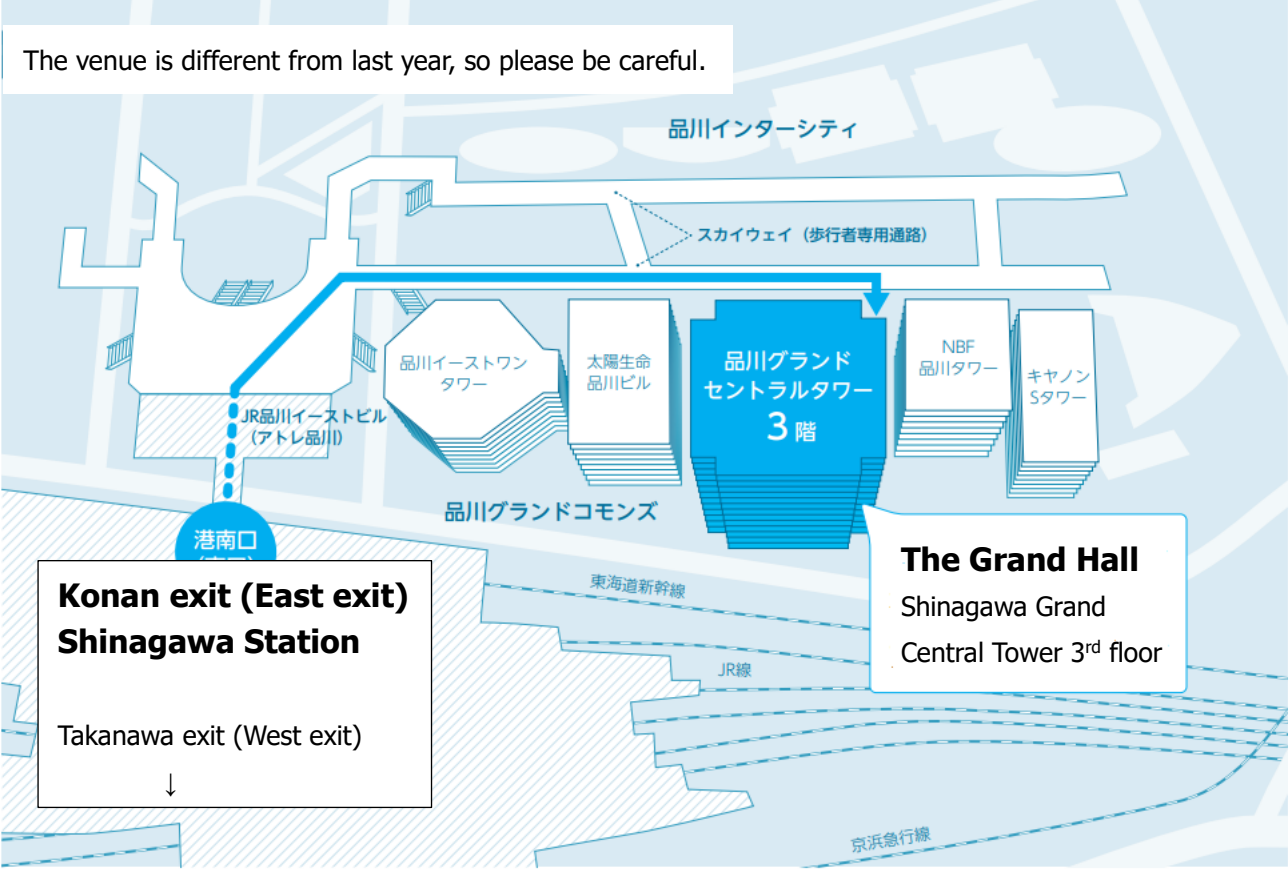 The venue is different from last year, so please be careful.
品川インターシティ
スカイウェイ（歩行者専用通路）
品川イーストワン
タワー
太陽生命
品川ビル
品川グランド
セントラルタワー
3階
NBF
品川タワー
キヤノン
Sタワー
JR品川イーストビル
（アトレ品川）
品川グランドコモンズ
港南口
Konan exit (East exit)
Shinagawa Station
Takanawa exit (West exit)
↓
The Grand Hall
Shinagawa Grand
Central Tower 3rd floor
東海道新幹線
JR線
京浜急行線